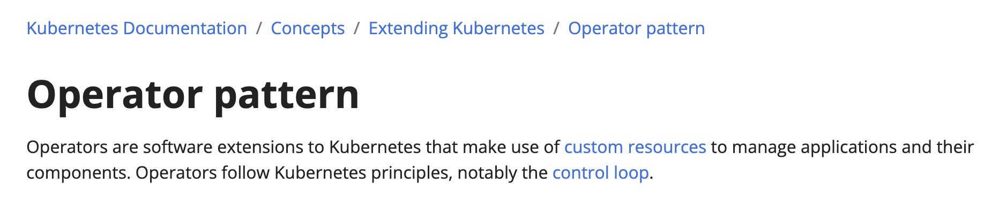 Kubernetes Documentation / Concepts / Extending Kubernetes / Operator pattern
Operator pattern
Operators are software extensions to Kubernetes that make use of custom resources to manage applications and their
components. Operators follow Kubernetes principles, notably the control loop.